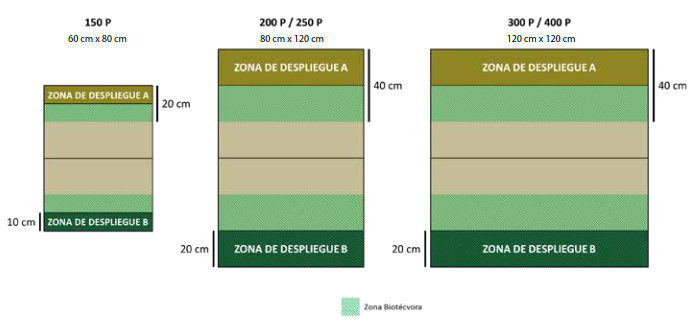 150 P
60 cm x 80 cm
ZONA DE DESPLIEGUE A
20 cm
10 cm
ZONA DE DESPLIEGUE B
200 P / 250 P
80 cm x 120 cm
ZONA DE DESPLIEGUE A
40 cm
20 cm
ZONA DE DESPLIEGUE B
300 P / 400 P
120 cm x 120 cm
ZONA DE DESPLIEGUE A
40 cm
20 cm
ZONA DE DESPLIEGUE B
Zona Biotécvora